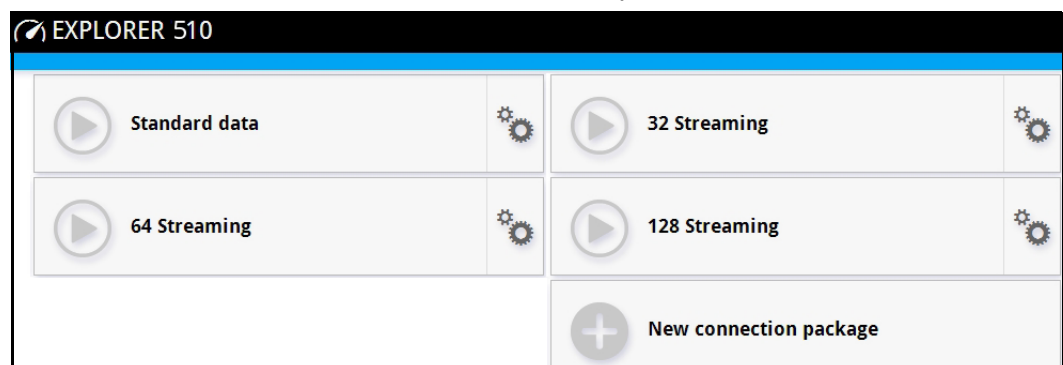 EXPLORER 510
Standard data
32 Streaming
64 Streaming
128 Streaming
New connection package